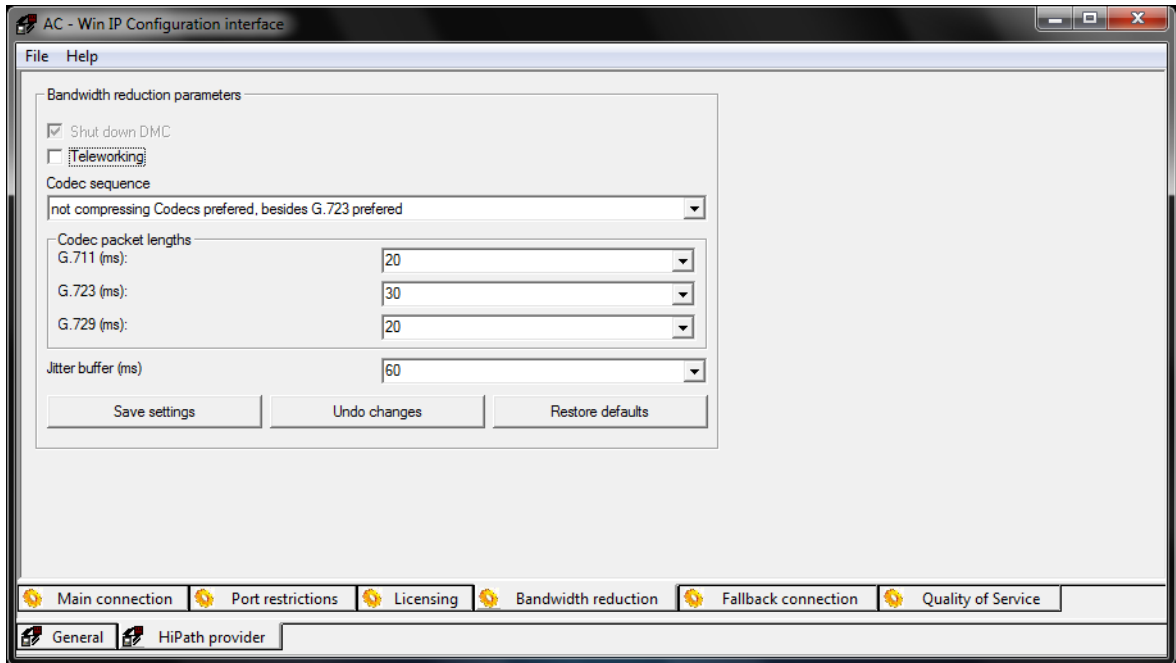 AC - Win IP Configuration interface
File Help
Bandwidth reduction parameters
Shut down DMC
Teleworking
Codec sequence
not compressing Codecs prefered, besides G.723 prefered
Codec packet lengths
G.711 (ms): 20
G.723 (ms): 30
G.729 (ms): 20
Jitter buffer (ms) 60
Save settings Undo changes Restore defaults
Main connection Port restrictions Licensing Bandwidth reduction Fallback connection Quality of Service
General HiPath provider